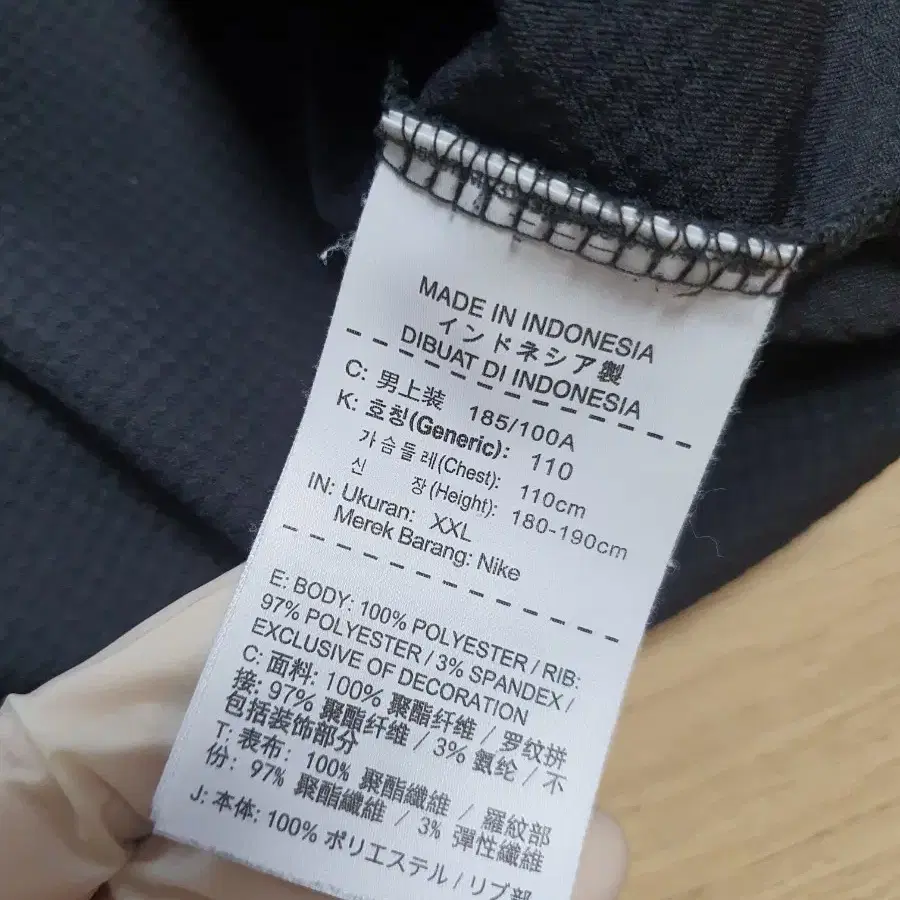 MADE IN INDONESIA
インドネシア製
DIBUAT DI INDONESIA
C: 男上装 185/100A
K: 호칭(Generic): 110
가슴둘레(Chest): 110cm
신 장(Height): 180-190cm
IN: Ukuran: XXL
Merek Barang: Nike
E: BODY: 100% POLYESTER / RIB:
97% POLYESTER / 3% SPANDEX /
EXCLUSIVE OF DECORATION
C: 面料: 100% 聚酯纤维 / 罗纹拼
接: 97% 聚酯纤维 / 3% 氨纶 / 不
包括装饰部分
T: 表布: 100% 聚酯纖維 / 羅紋部
份: 97% 聚酯纖維 / 3% 彈性纖維
J: 本体: 100% ポリエステル / リブ部